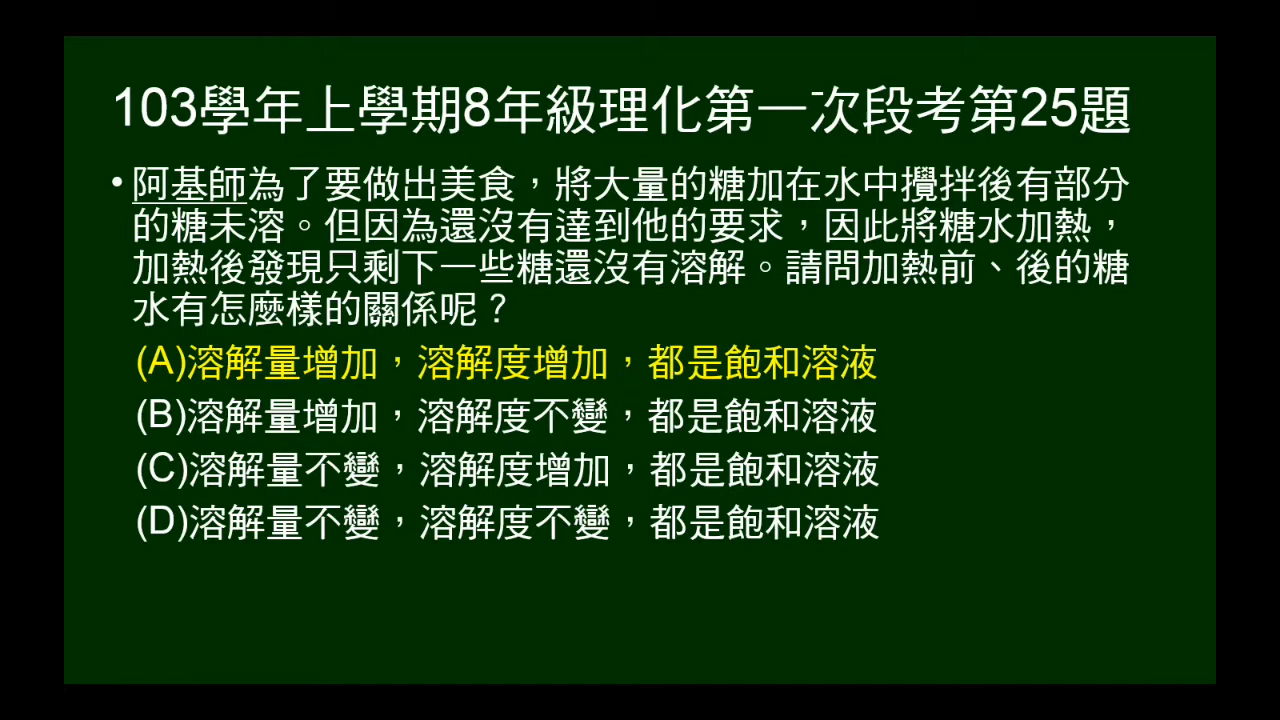 103學年上學期8年級理化第一次段考第25題
•阿基師為了要做出美食，將大量的糖加在水中攪拌後有部分
的糖未溶。但因為還沒有達到他的要求，因此將糖水加熱，
加熱後發現只剩下一些糖還沒有溶解。請問加熱前、後的糖
水有怎麼樣的關係呢？
(A)溶解量增加，溶解度增加，都是飽和溶液
(B)溶解量增加，溶解度不變，都是飽和溶液
(C)溶解量不變，溶解度增加，都是飽和溶液
(D)溶解量不變，溶解度不變，都是飽和溶液